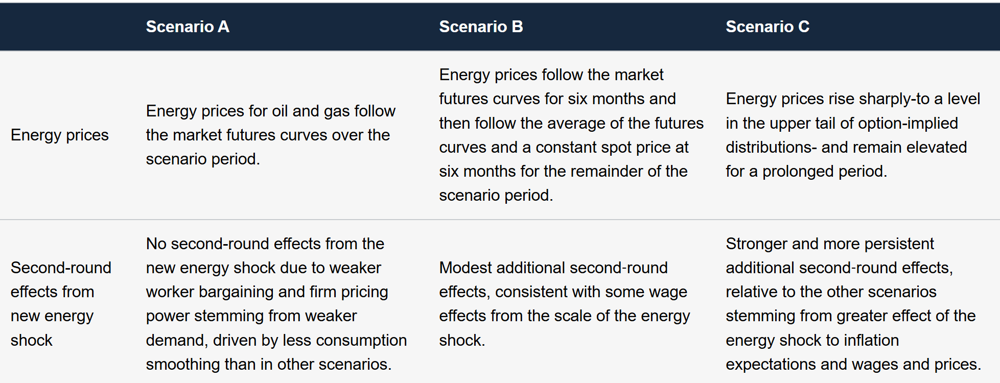 Scenario A
Scenario B
Scenario C
Energy prices
Energy prices for oil and gas follow
the market futures curves over the
scenario period.
Energy prices follow the market
futures curves for six months and
then follow the average of the futures
curves and a constant spot price at
six months for the remainder of the
scenario period.
Energy prices rise sharply-to a level
in the upper tail of option-implied
distributions- and remain elevated
for a prolonged period.
Second-round
effects from
new energy
shock
No second-round effects from the
new energy shock due to weaker
worker bargaining and firm pricing
power stemming from weaker
demand, driven by less consumption
smoothing than in other scenarios.
Modest additional second-round
effects, consistent with some wage
effects from the scale of the energy
shock.
Stronger and more persistent
additional second-round effects,
relative to the other scenarios
stemming from greater effect of the
energy shock to inflation
expectations and wages and prices.